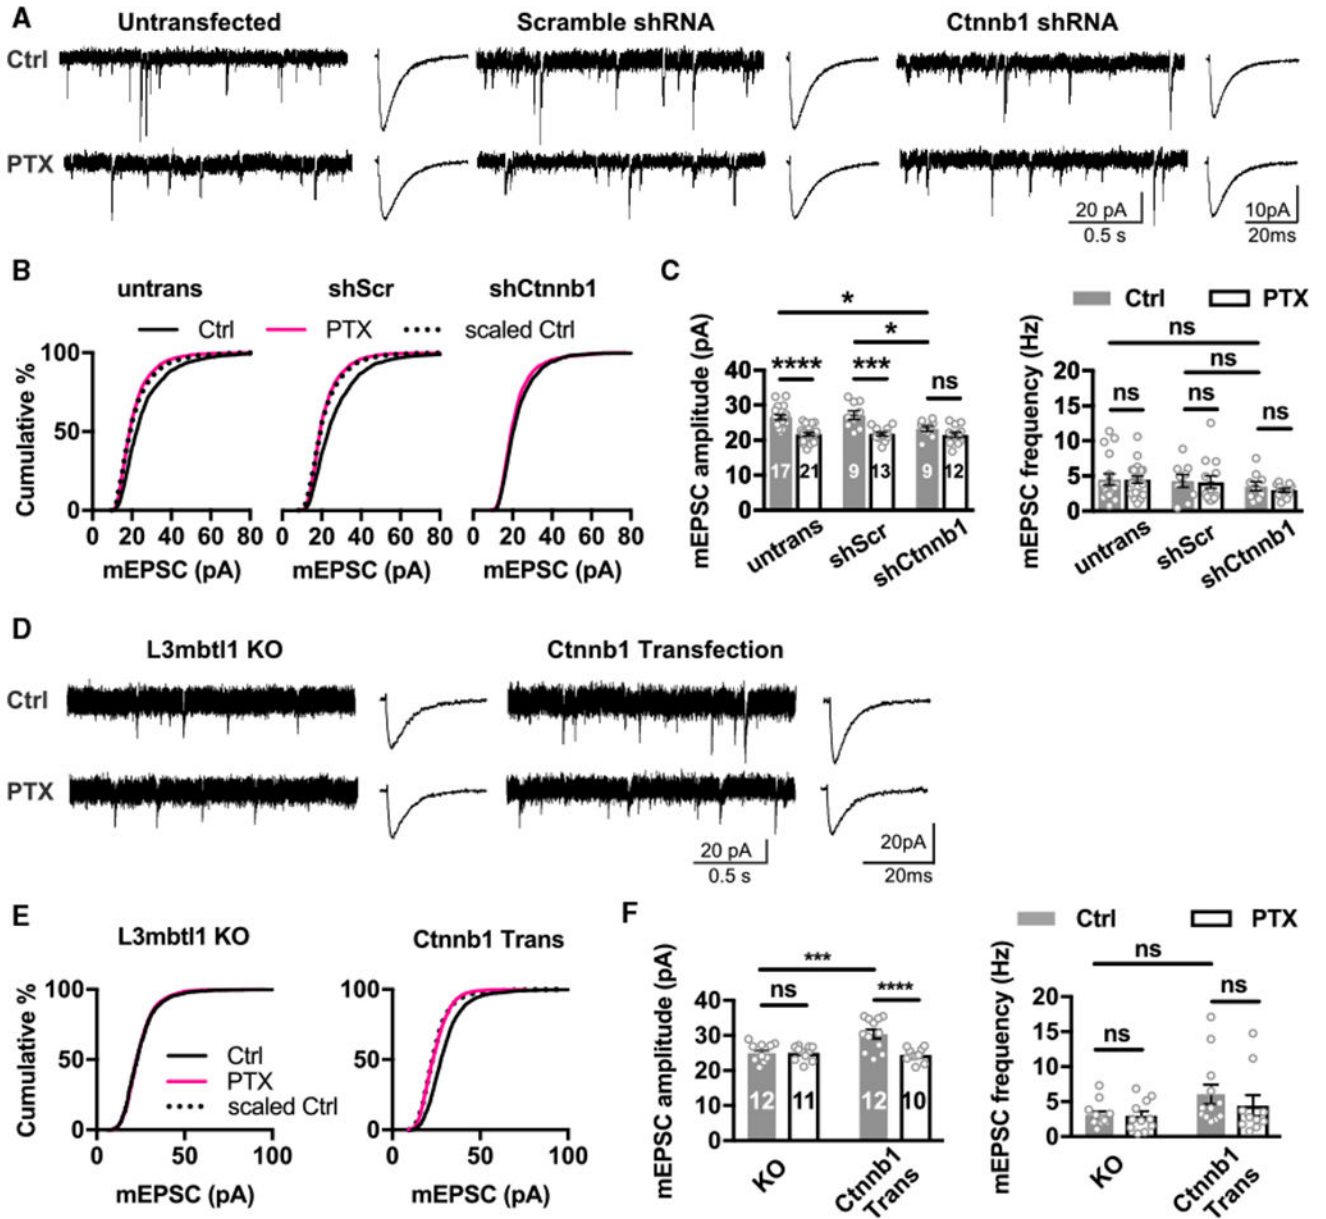 A
Untransfected
Scramble shRNA
Ctnnb1 shRNA
Ctrl
PTX
20 pA
0.5 s
10pA
20ms
B
untrans
shScr
shCtnnb1
Ctrl
PTX
scaled Ctrl
Cumulative %
100
50
0
0 20 40 60 80
0 20 40 60 80
0 20 40 60 80
mEPSC (pA)
mEPSC (pA)
mEPSC (pA)
C
Ctrl
PTX
mEPSC amplitude (pA)
40
30
20
10
0
*
*
****
***
ns
17
21
9
13
9
12
untrans
shScr
shCtnnb1
mEPSC frequency (Hz)
20
15
10
5
0
ns
ns
ns
ns
ns
untrans
shScr
shCtnnb1
D
L3mbtl1 KO
Ctnnb1 Transfection
Ctrl
PTX
20 pA
0.5 s
20pA
20ms
E
L3mbtl1 KO
Ctnnb1 Trans
Cumulative %
100
50
0
0 50 100
Ctrl
PTX
scaled Ctrl
100
50
0
0 50 100
mEPSC (pA)
mEPSC (pA)
F
Ctrl
PTX
mEPSC amplitude (pA)
40
30
20
10
0
***
ns
****
12
11
12
10
KO
Ctnnb1
Trans
mEPSC frequency (Hz)
20
15
10
5
0
ns
ns
ns
KO
Ctnnb1
Trans